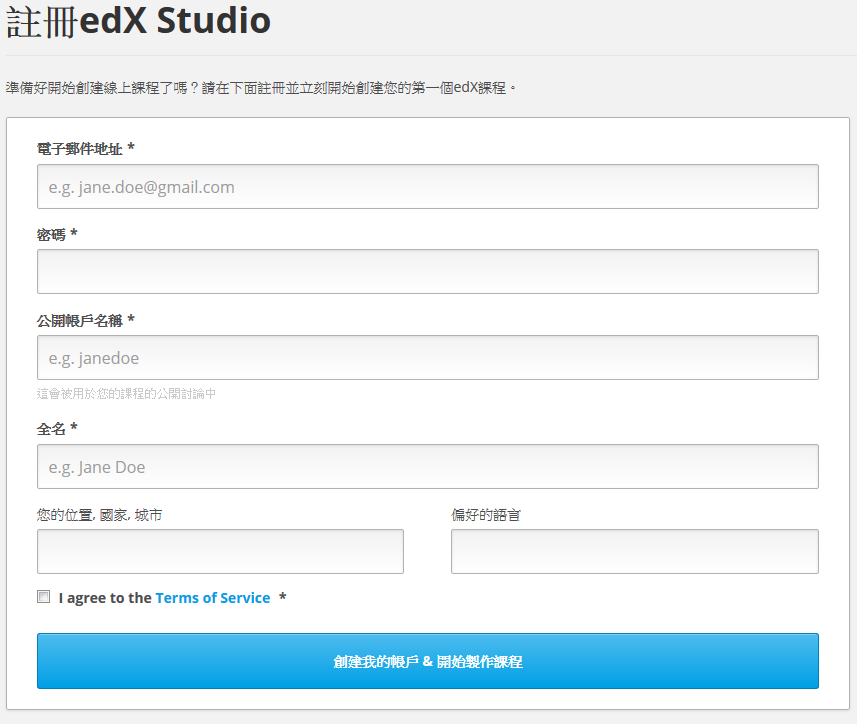 註冊edX Studio
準備好開始創建線上課程了嗎？請在下面註冊並立刻開始創建您的第一個edX課程。
電子郵件地址 *
e.g. jane.doe@gmail.com
密碼 *
公開帳戶名稱 *
e.g. janedoe
這會被用於您的課程的公開討論中
全名 *
e.g. Jane Doe
您的位置, 國家, 城市
偏好的語言
I agree to the Terms of Service *
創建我的帳戶 & 開始製作課程